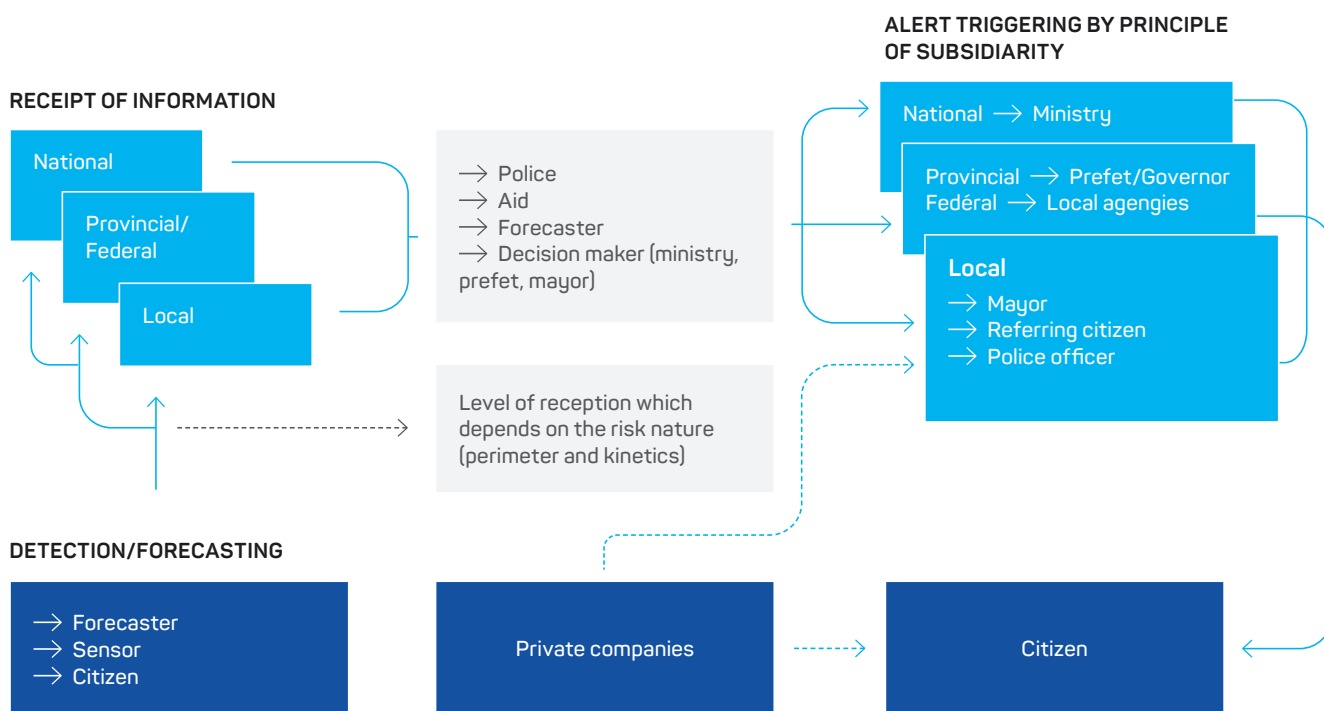 ALERT TRIGGERING BY PRINCIPLE
OF SUBSIDIARITY
RECEIPT OF INFORMATION
National
Provincial/
Federal
Local
→ Police
→ Aid
→ Forecaster
→ Decision maker (ministry,
prefet, mayor)
National → Ministry
Provincial → Prefet/Governor
Fedéral → Local agengies
Local
→ Mayor
→ Referring citizen
→ Police officer
Level of reception which
depends on the risk nature
(perimeter and kinetics)
DETECTION/FORECASTING
→ Forecaster
→ Sensor
→ Citizen
Private companies
Citizen